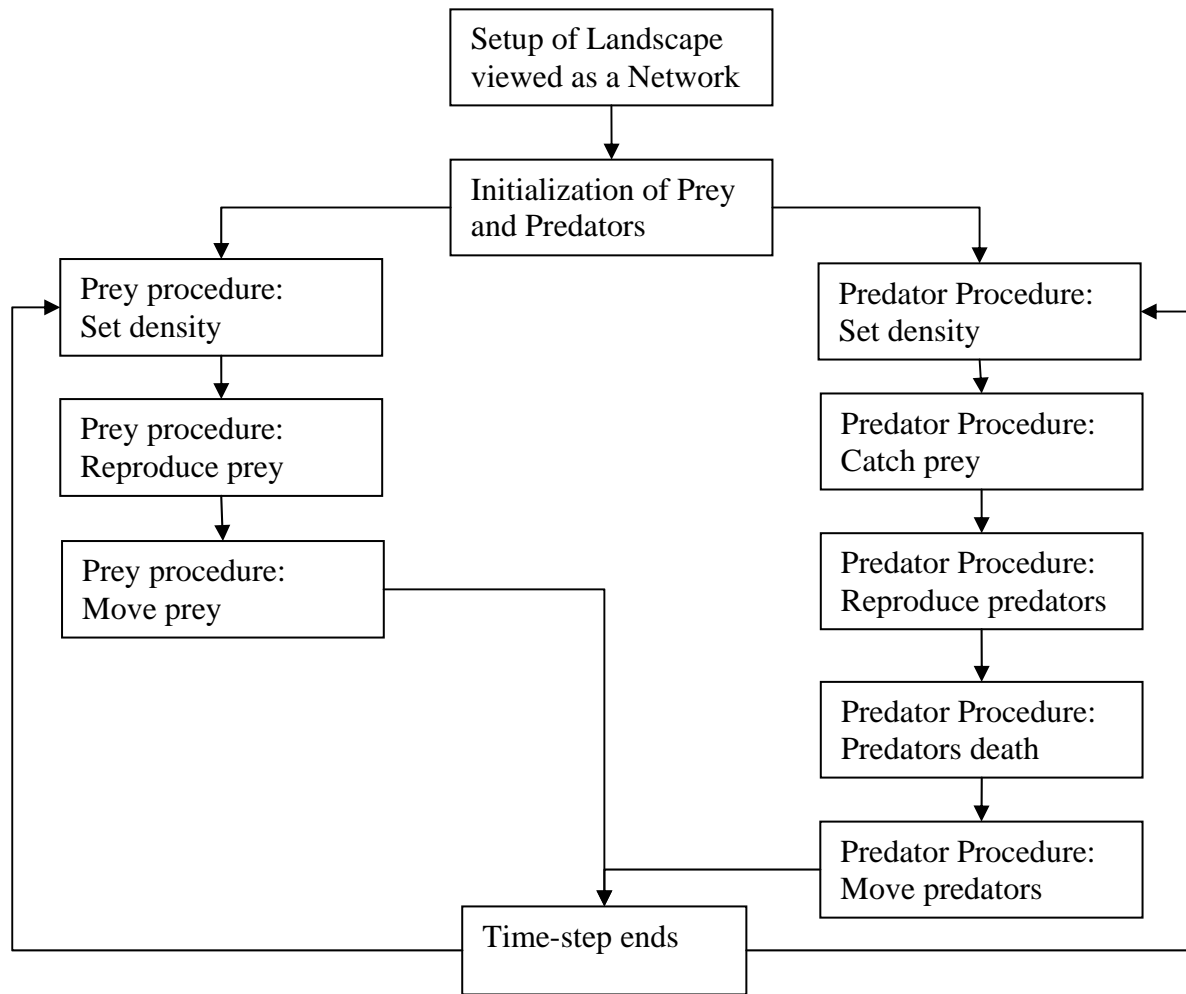 Setup of Landscape
viewed as a Network
Initialization of Prey
and Predators
Prey procedure:
Set density
Prey procedure:
Reproduce prey
Prey procedure:
Move prey
Predator Procedure:
Set density
Predator Procedure:
Catch prey
Predator Procedure:
Reproduce predators
Predator Procedure:
Predators death
Predator Procedure:
Move predators
Time-step ends